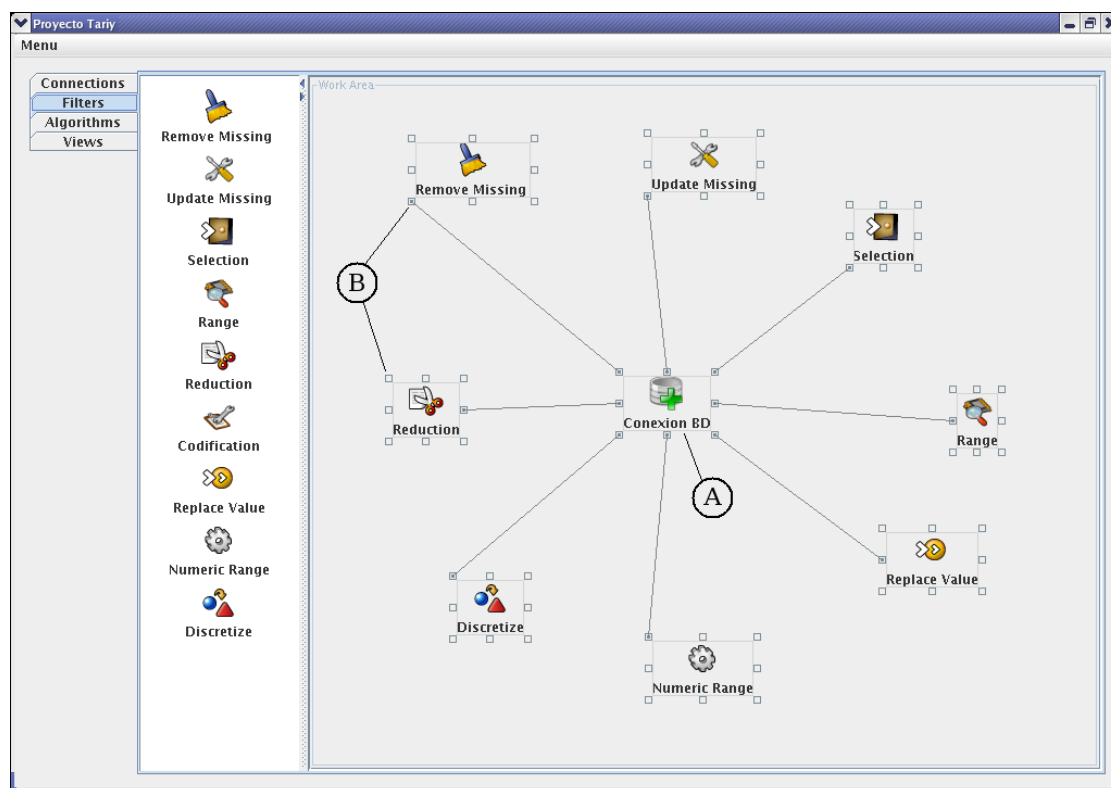 Proyecto Tariy
Menu
Connections
Filters
Algorithms
Views
Remove Missing
Update Missing
Selection
Range
Reduction
Codification
Replace Value
Numeric Range
Discretize
Work Area
Remove Missing
Update Missing
Selection
B
Reduction
Conexion BD
Range
A
Replace Value
Discretize
Numeric Range